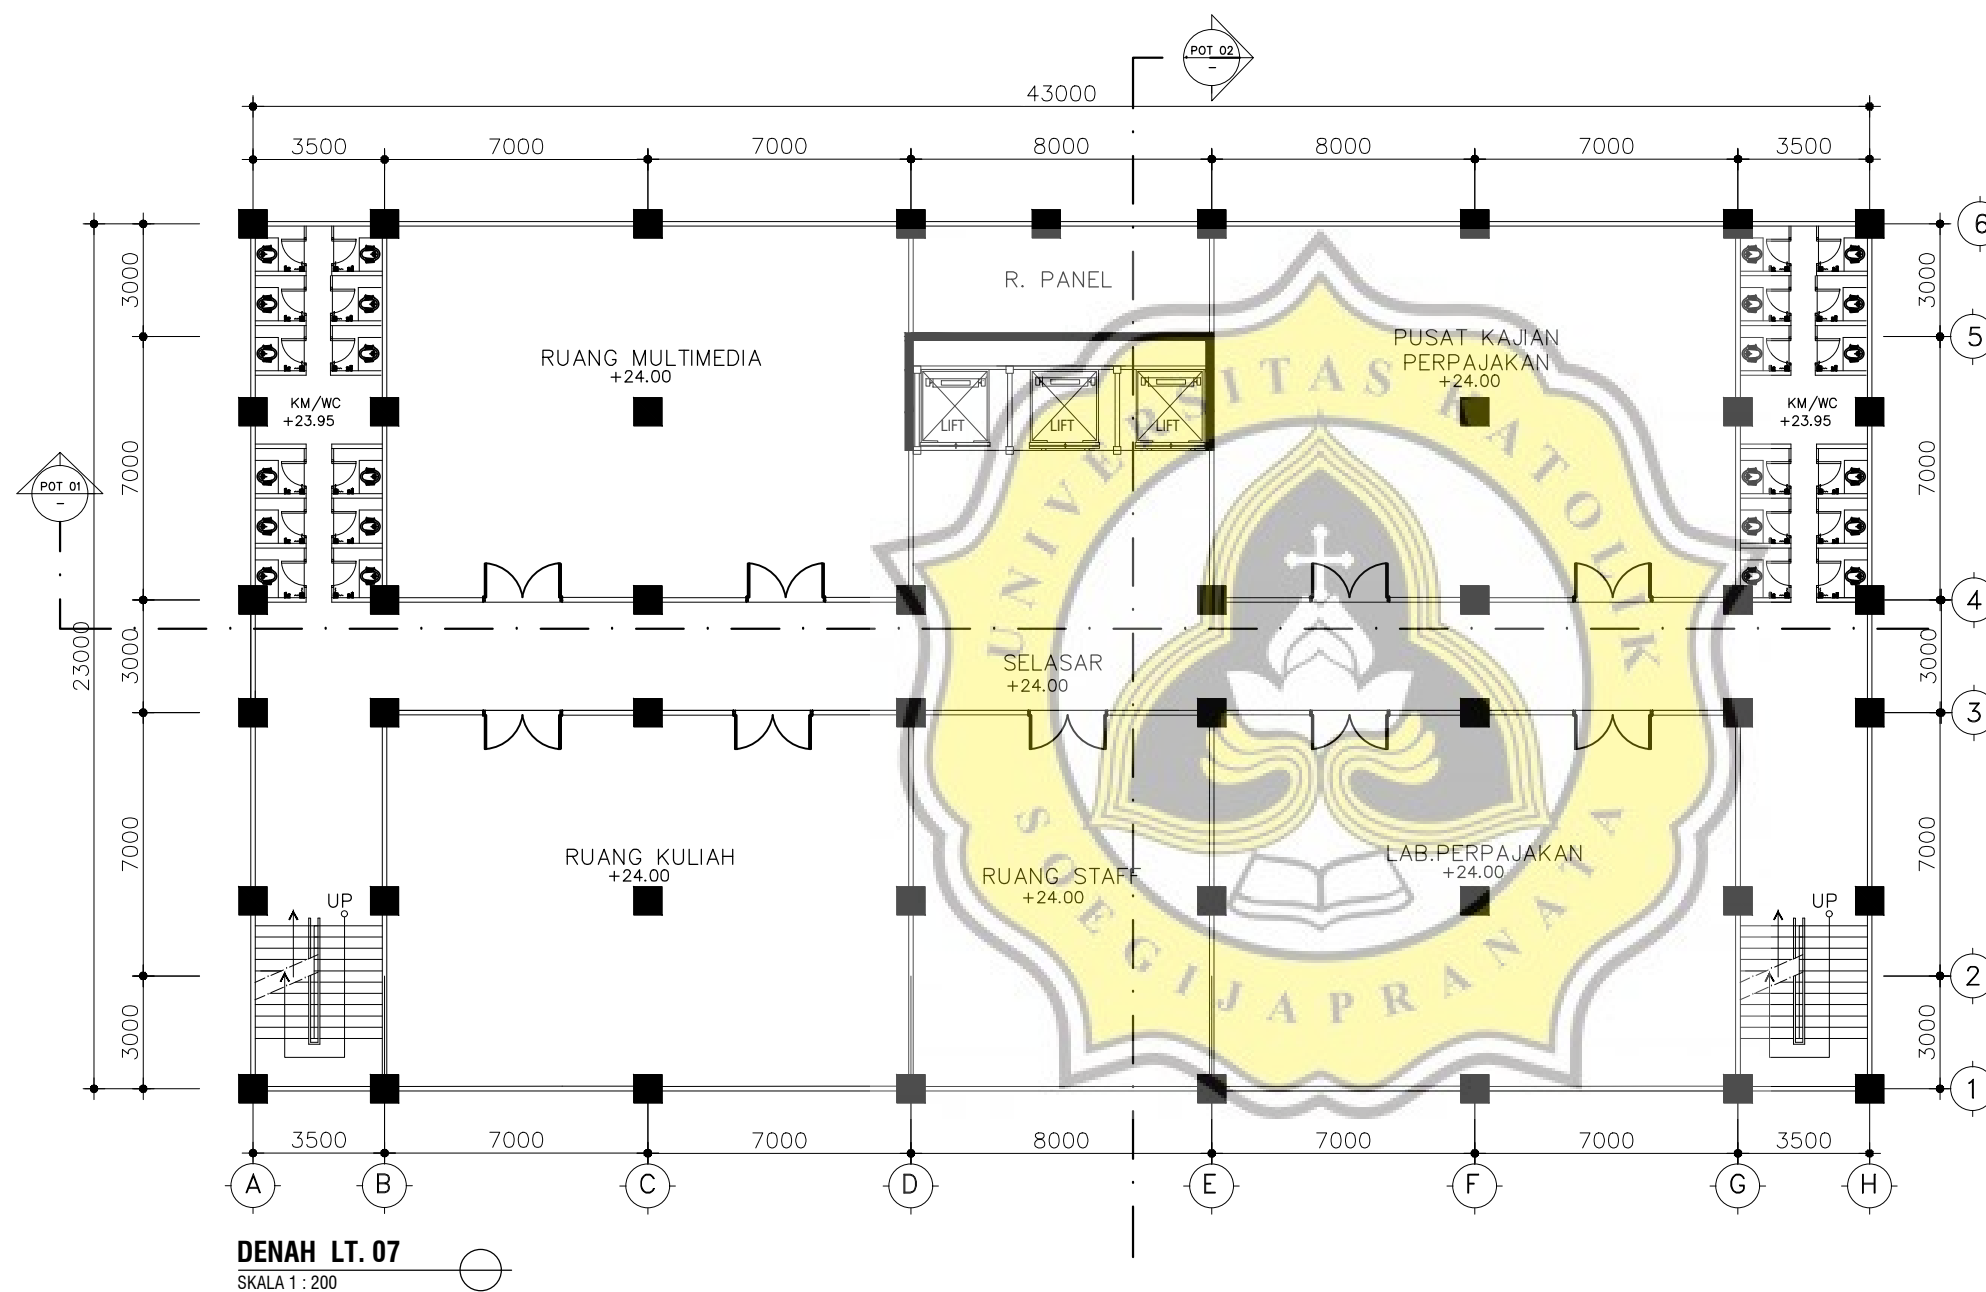 POT 02
-
43000
3500 7000 7000 8000 8000 7000 3500
6
3000 3000
R. PANEL
5
RUANG MULTIMEDIA
+24.00
PUSAT KAJIAN
PERPAJAKAN
+24.00
KM/WC
+23.95
LIFT LIFT LIFT
KM/WC
+23.95
7000 7000
POT 01
-
UNIVERSITAS KATOLIK
4
23000
3000 3000
SELASAR
+24.00
3
7000 7000
RUANG KULIAH
+24.00
RUANG STAFF
+24.00
LAB.PERPAJAKAN
+24.00
UP UP
SOEGIJAPRANATA
2
3000 3000
1
3500 7000 7000 8000 7000 7000 3500
A B C D E F G H
DENAH LT. 07
SKALA 1 : 200